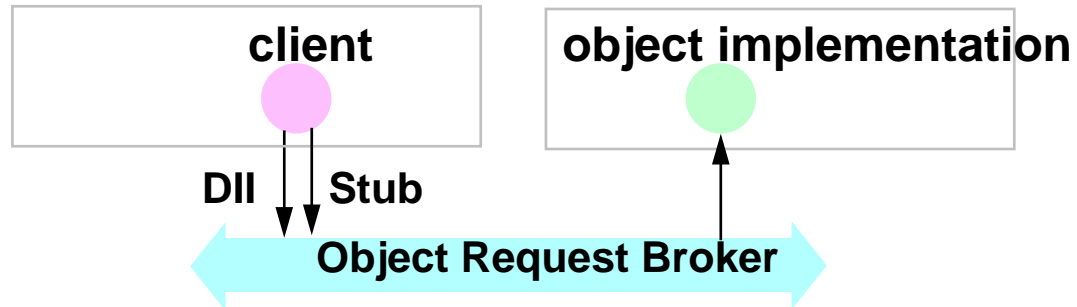 client
object implementation
DII
Stub
Object Request Broker